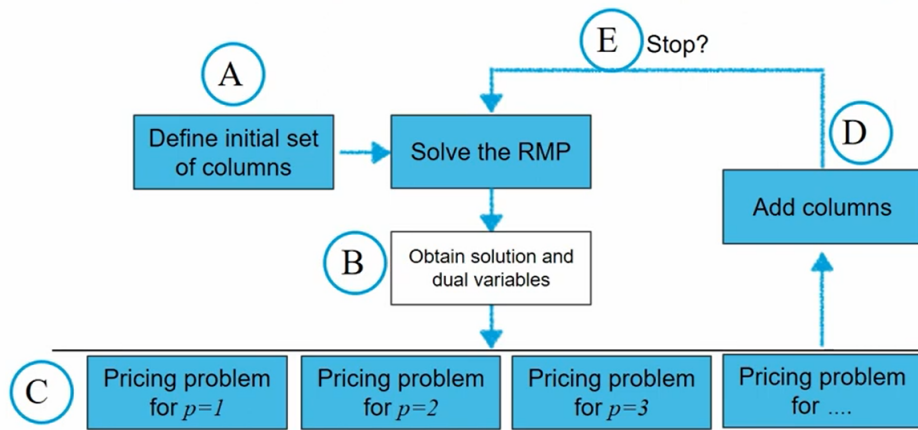 E Stop?
A
Define initial set
of columns
Solve the RMP
D
Add columns
B
Obtain solution and
dual variables
C
Pricing problem
for p=1
Pricing problem
for p=2
Pricing problem
for p=3
Pricing problem
for ....